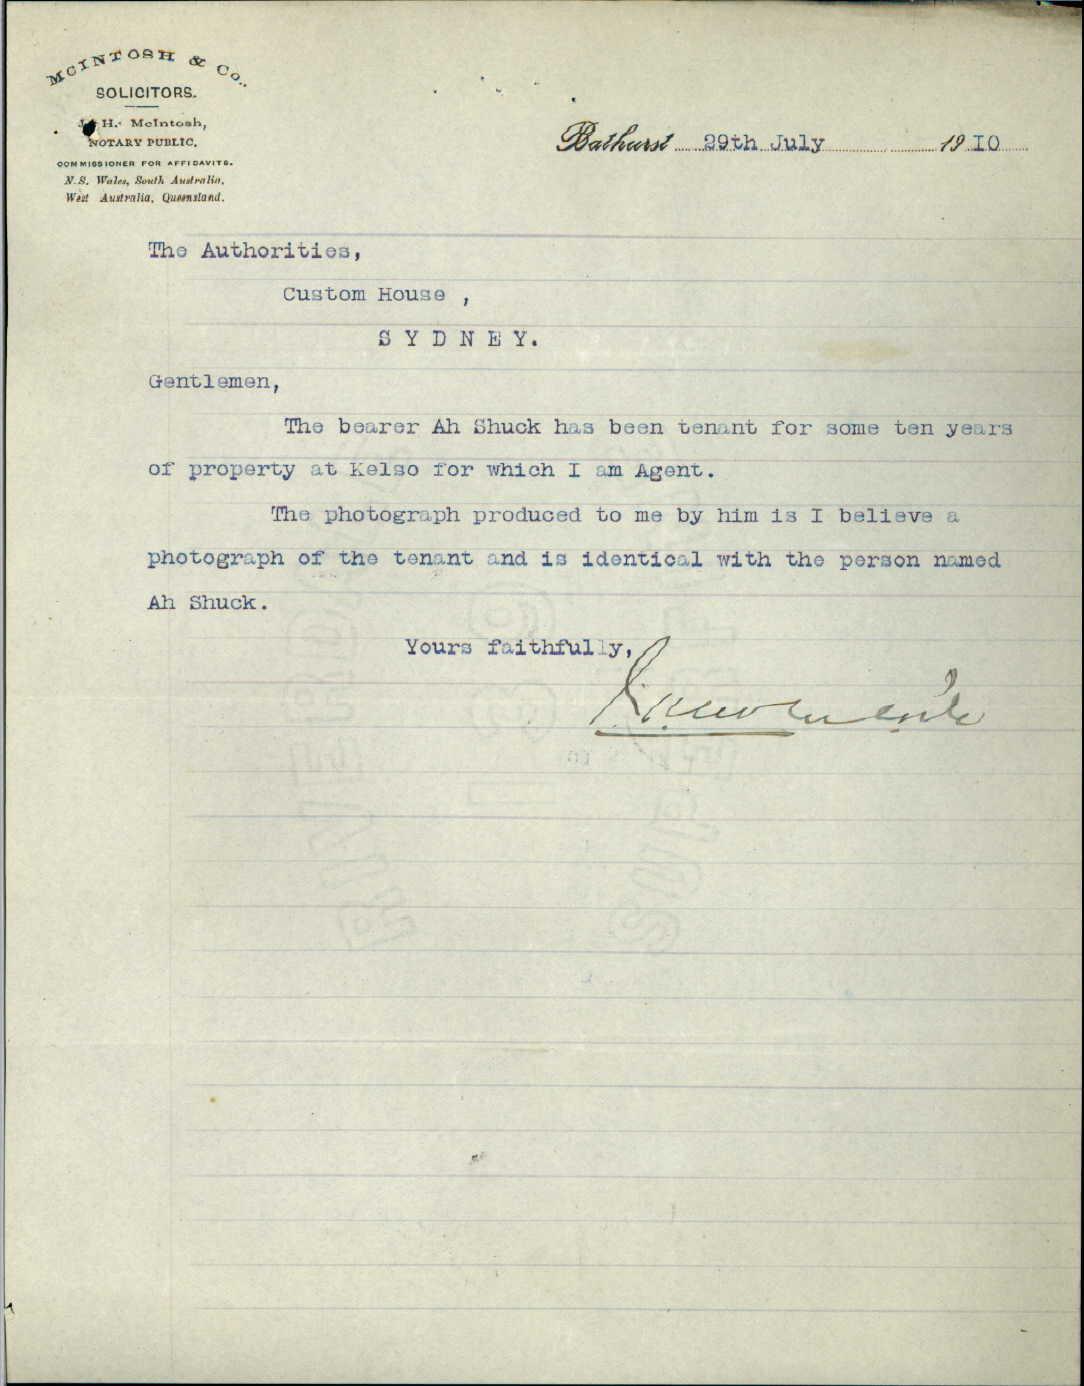 McINTOSH & Co.,
SOLICITORS.
H. McIntosh,
NOTARY PUBLIC.
COMMISSIONER FOR AFFIDAVITS.
N.S. Wales, South Australia,
West Australia, Queensland.
Bathurst 29th July 19I0
The Authorities,
Custom House ,
S Y D N E Y.
Gentlemen,
The bearer Ah Shuck has been tenant for some ten years
of property at Kelso for which I am Agent.
The photograph produced to me by him is I believe a
photograph of the tenant and is identical with the person named
Ah Shuck.
Yours faithfully,